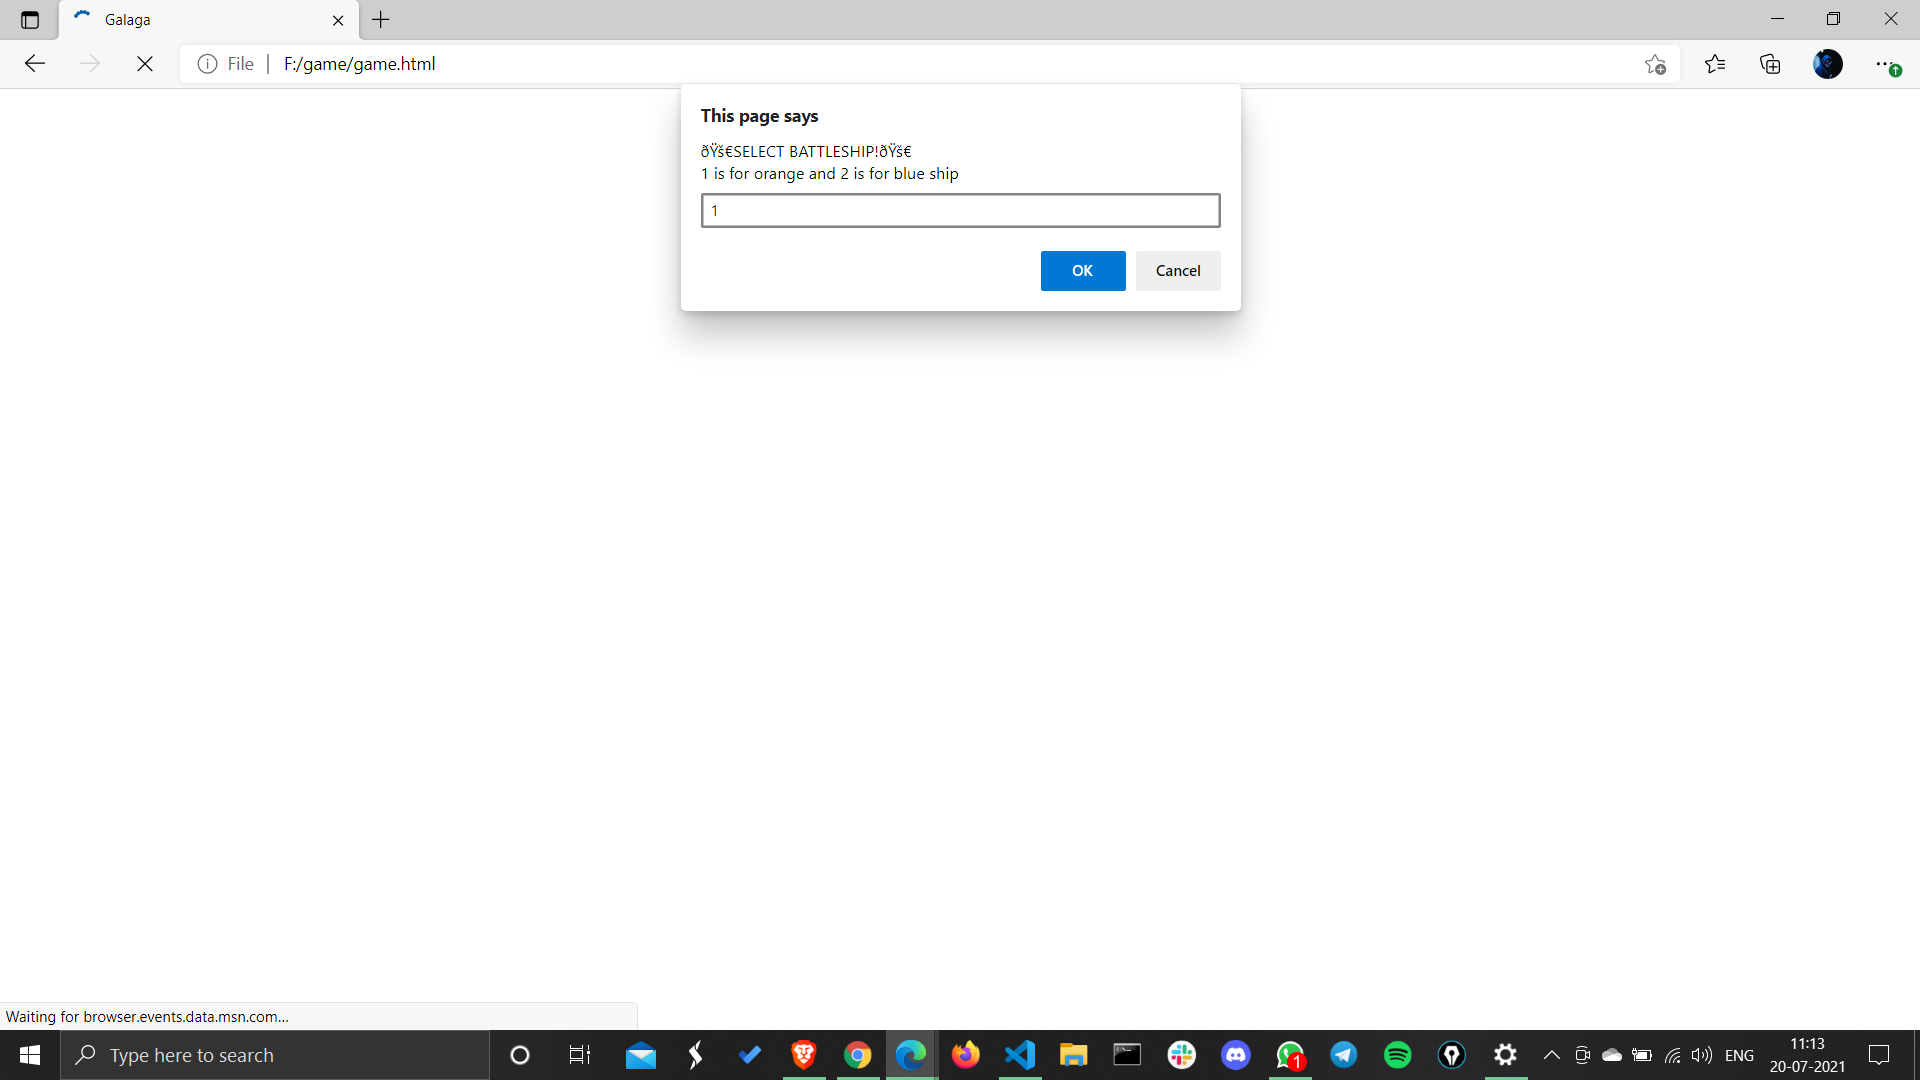 Galaga
File
F:/game/game.html
This page says
🚀SELECT BATTLESHIP!🚀
1 is for orange and 2 is for blue ship
1
OK
Cancel
Waiting for browser.events.data.msn.com...
Type here to search
1
ENG
11:13
20-07-2021